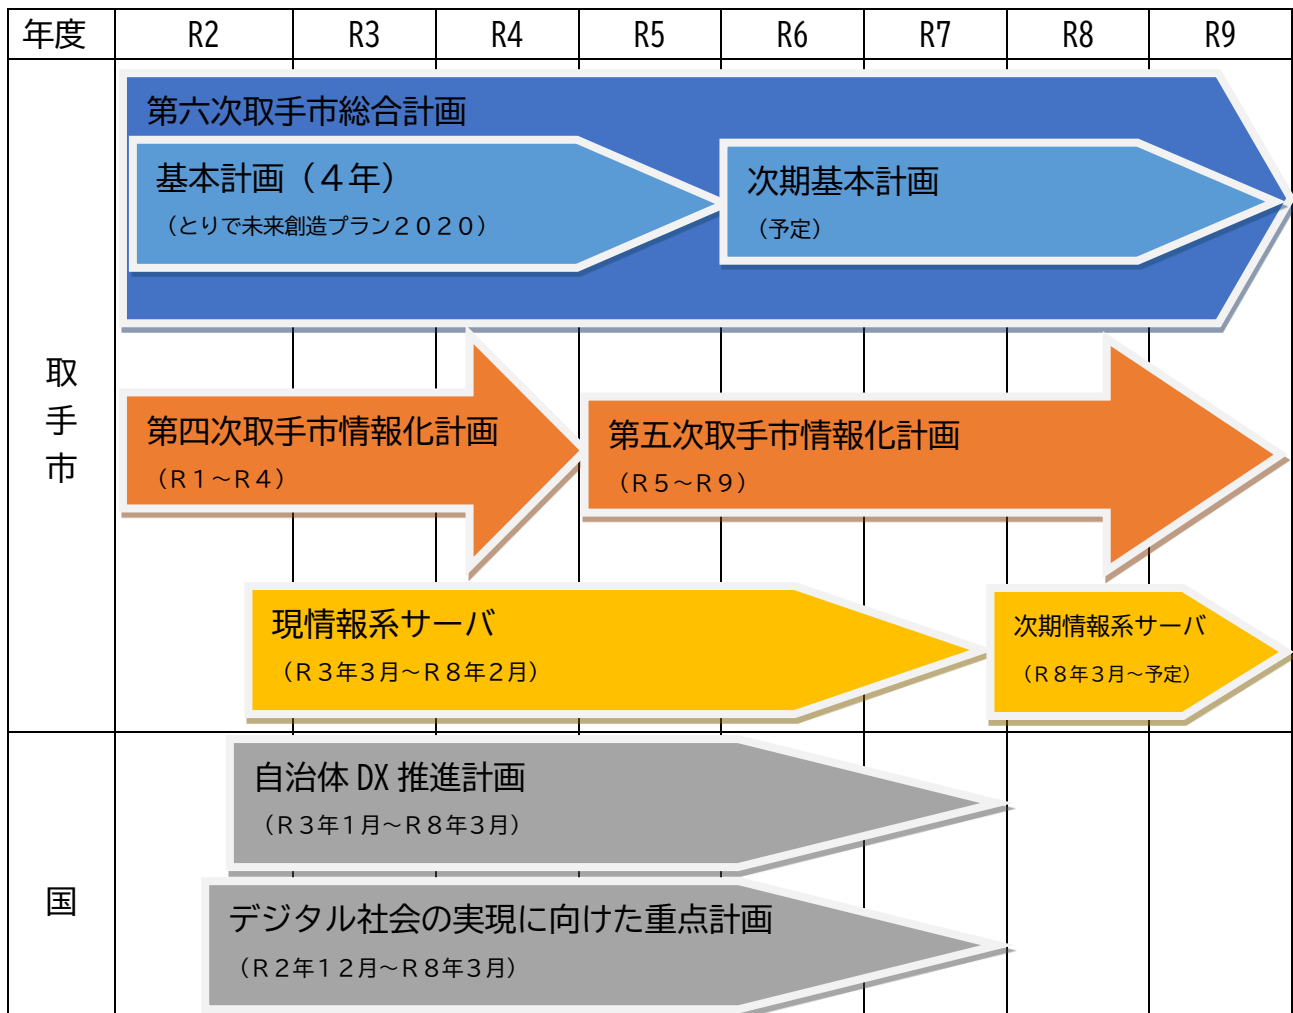 年度 R2 R3 R4 R5 R6 R7 R8 R9
取手市
第六次取手市総合計画
基本計画（４年）
（とりで未来創造プラン２０２０）
次期基本計画
（予定）
第四次取手市情報化計画
（Ｒ１～Ｒ４）
第五次取手市情報化計画
（Ｒ５～Ｒ９）
現情報系サーバ
（Ｒ３年３月～Ｒ８年２月）
次期情報系サーバ
（Ｒ８年３月～予定）
国
自治体 DX 推進計画
（Ｒ３年１月～Ｒ８年３月）
デジタル社会の実現に向けた重点計画
（Ｒ２年１２月～Ｒ８年３月）